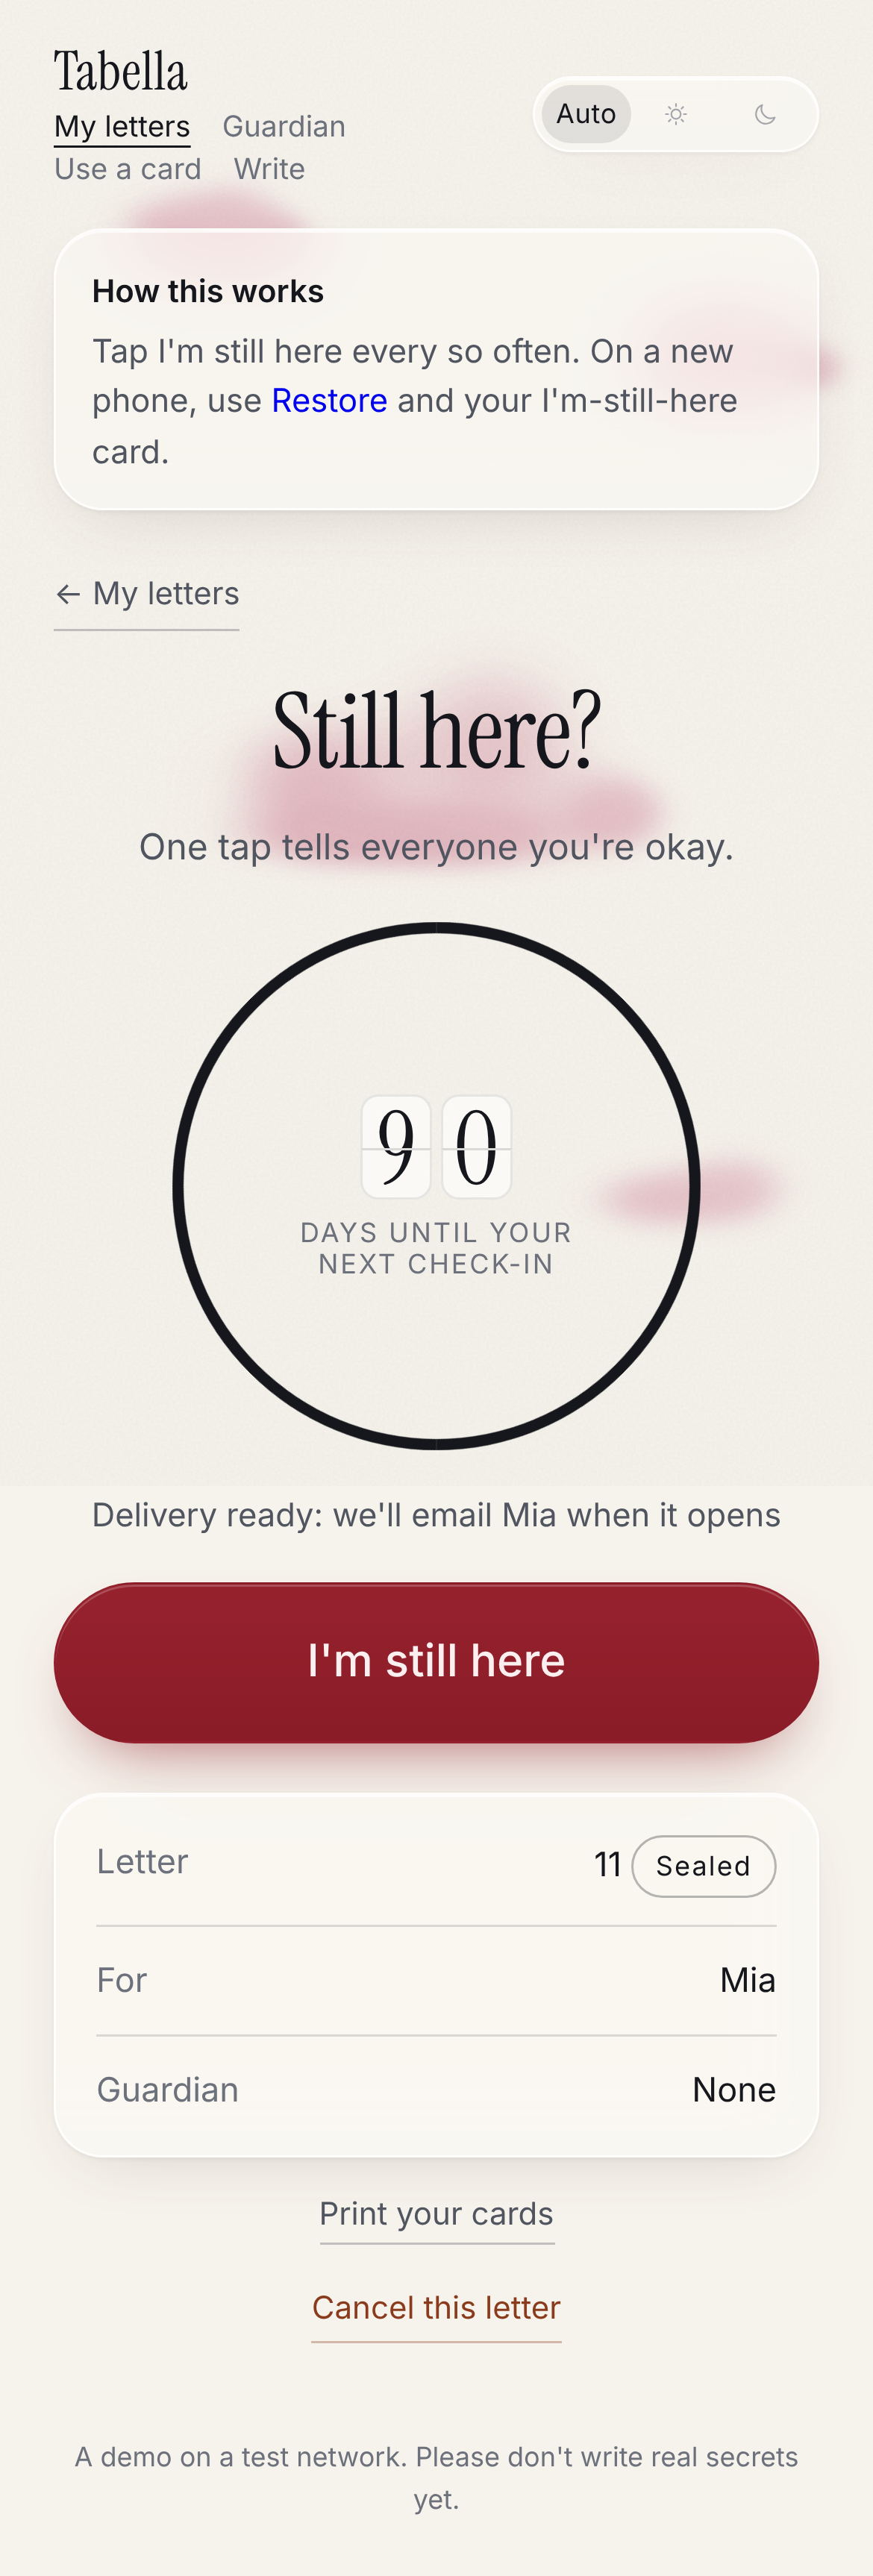 Tabella
My letters Guardian
Use a card Write
Auto
How this works
Tap I'm still here every so often. On a new
phone, use Restore and your I'm-still-here
card.
← My letters
Still here?
One tap tells everyone you're okay.
90
DAYS UNTIL YOUR
NEXT CHECK-IN
Delivery ready: we'll email Mia when it opens
I'm still here
Letter 11 Sealed
For Mia
Guardian None
Print your cards
Cancel this letter
A demo on a test network. Please don't write real secrets
yet.